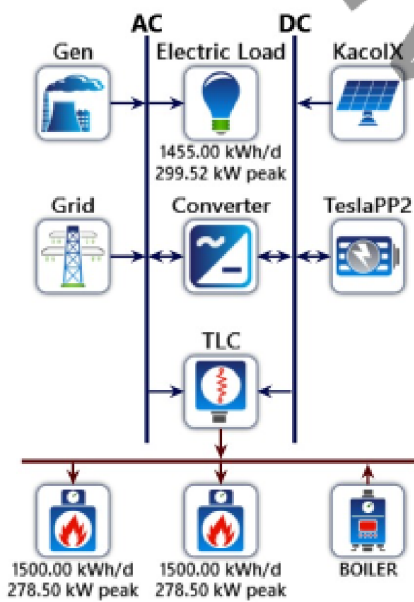 AC DC
Gen Electric Load KacoIX
1455.00 kWh/d
299.52 kW peak
Grid Converter TeslaPP2
TLC
1500.00 kWh/d 1500.00 kWh/d BOILER
278.50 kW peak 278.50 kW peak